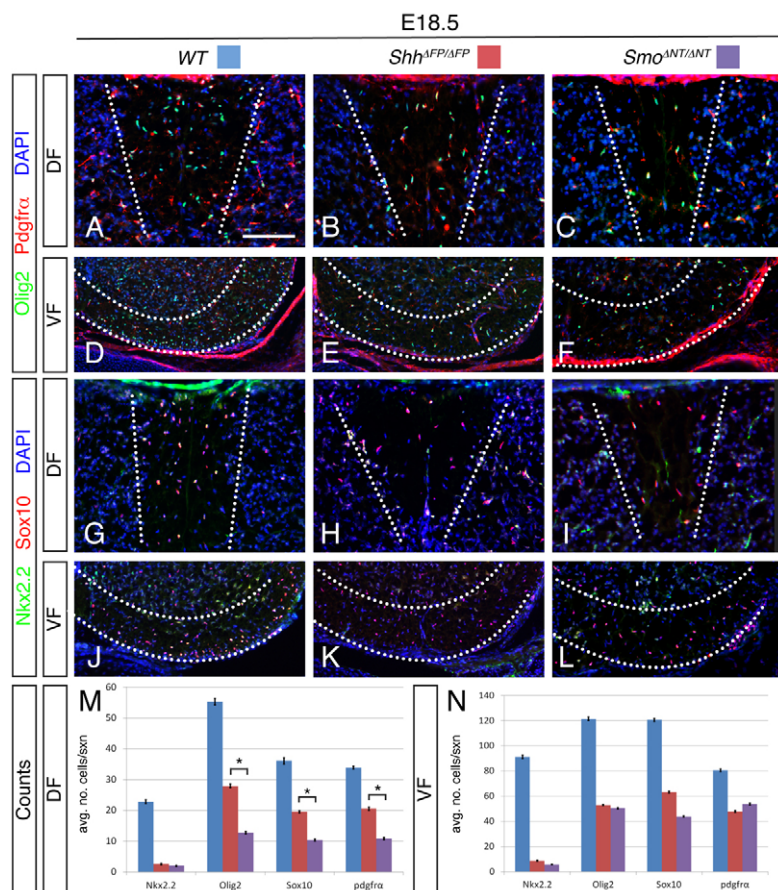 E18.5
WT
Shh^ΔFP/ΔFP
Smo^ΔNT/ΔNT
Olig2 Pdgfrα DAPI
DF
A
B
C
VF
D
E
F
Nkx2.2 Sox10 DAPI
DF
G
H
I
VF
J
K
L
Counts
DF
M
avg. no. cells/sxn
60
50
40
30
20
10
0
*
*
*
Nkx2.2 Olig2 Sox10 pdgfrα
VF
N
avg. no. cells/sxn
140
120
100
80
60
40
20
0
Nkx2.2 Olig2 Sox10 pdgfrα